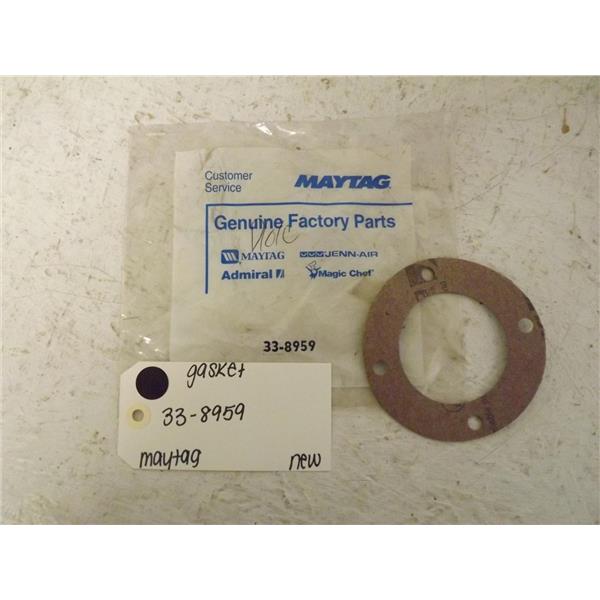 Customer
Service
MAYTAG
Genuine Factory Parts
MAYTAG
JENN-AIR
Admiral
Magic Chef
33-8959
gasket
33-8959
maytag
new